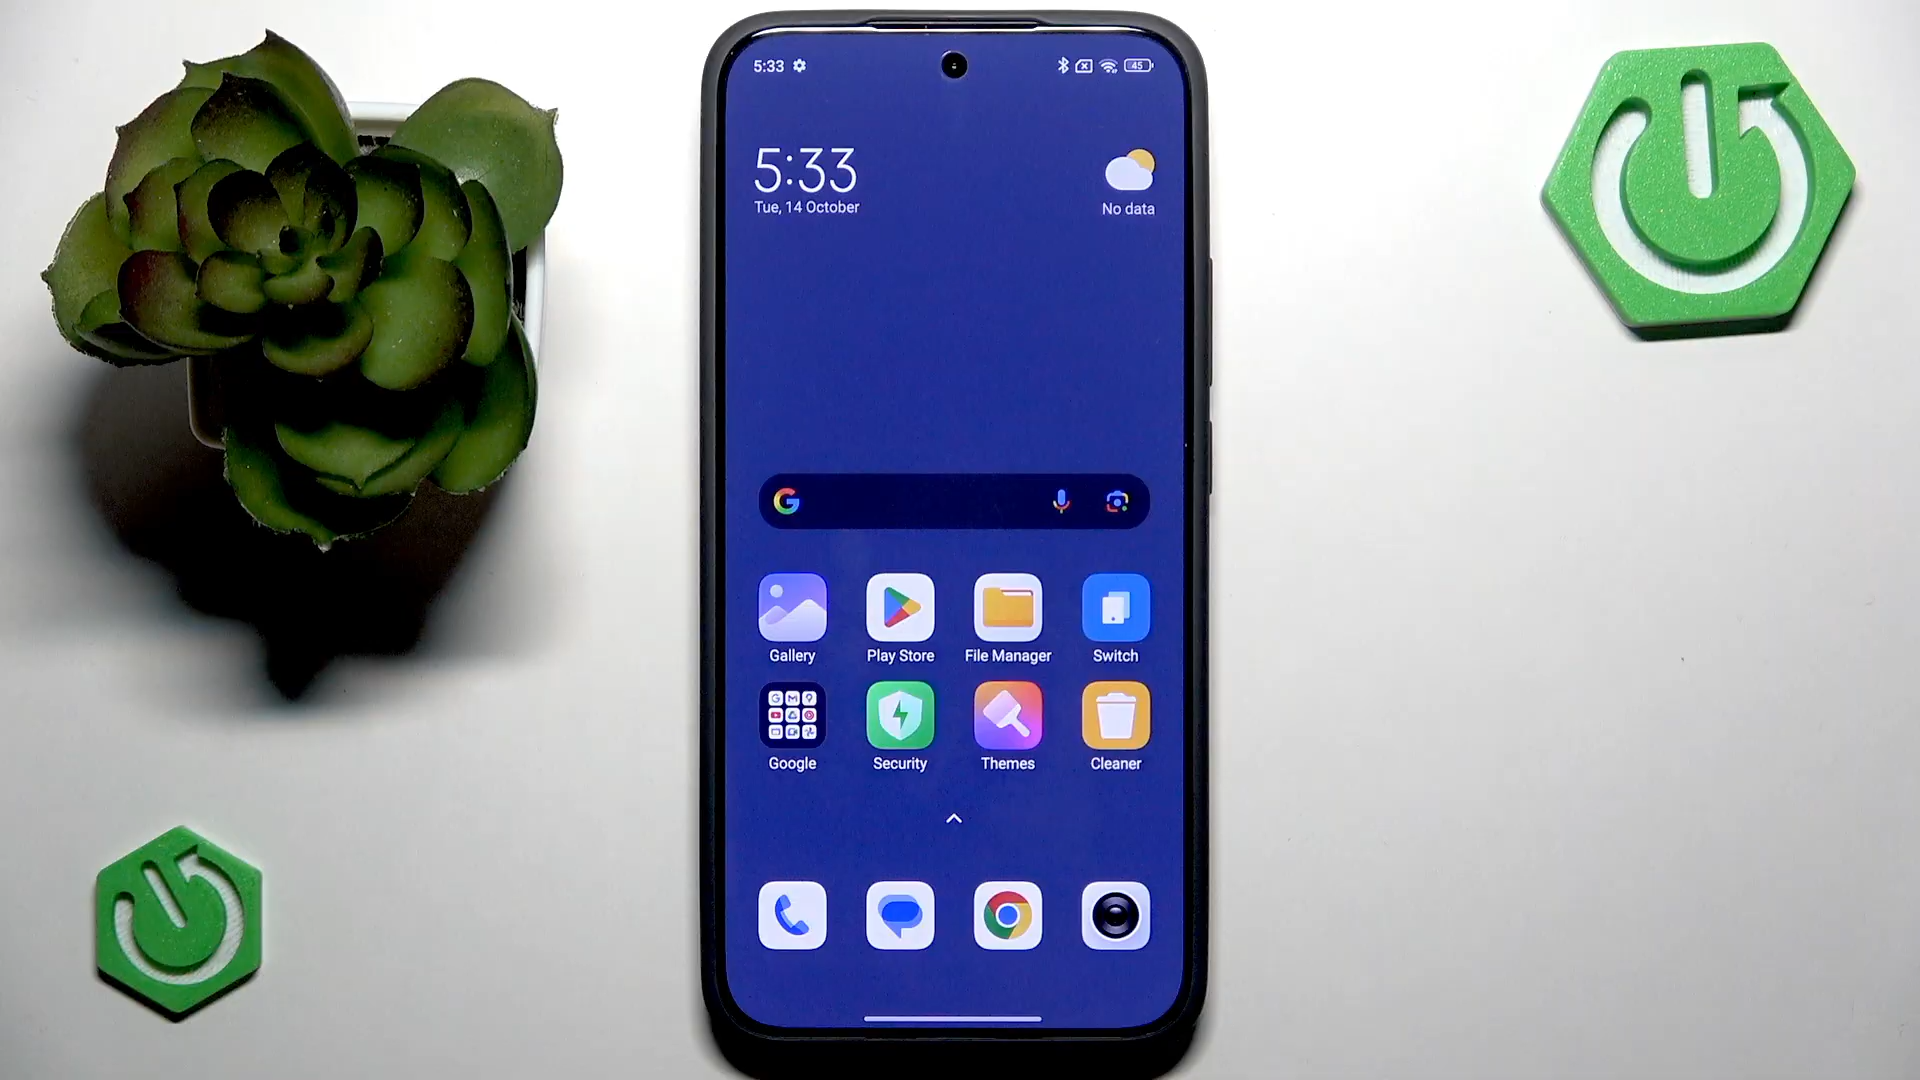 5:33
45
5:33
Tue, 14 October
No data
Gallery
Play Store
File Manager
Switch
Google
Security
Themes
Cleaner